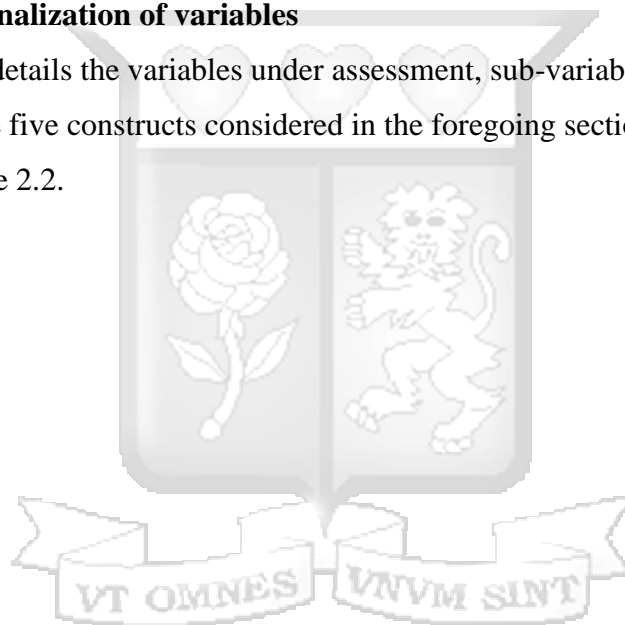 nalization of variables
details the variables under assessment, sub-variab
five constructs considered in the foregoing secti
e 2.2.
VT OMNES VNVM SINT